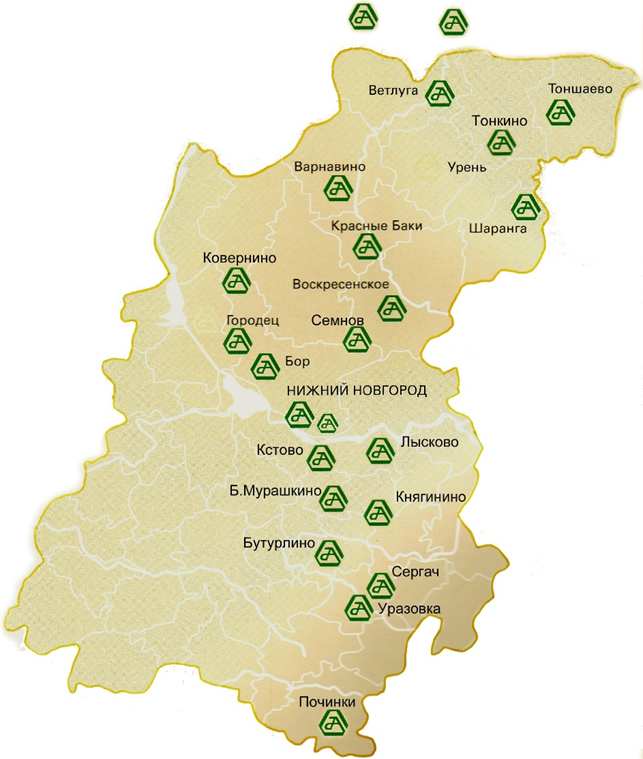 Ветлуга
Тоншаево
Тонкино
Урень
Варнавино
Шаранга
Красные Баки
Ковернино
Воскресенское
Городец
Семнов
Бор
НИЖНИЙ НОВГОРОД
Лысково
Кстово
Б.Мурашкино
Княгинино
Бутурлино
Сергач
Уразовка
Починки